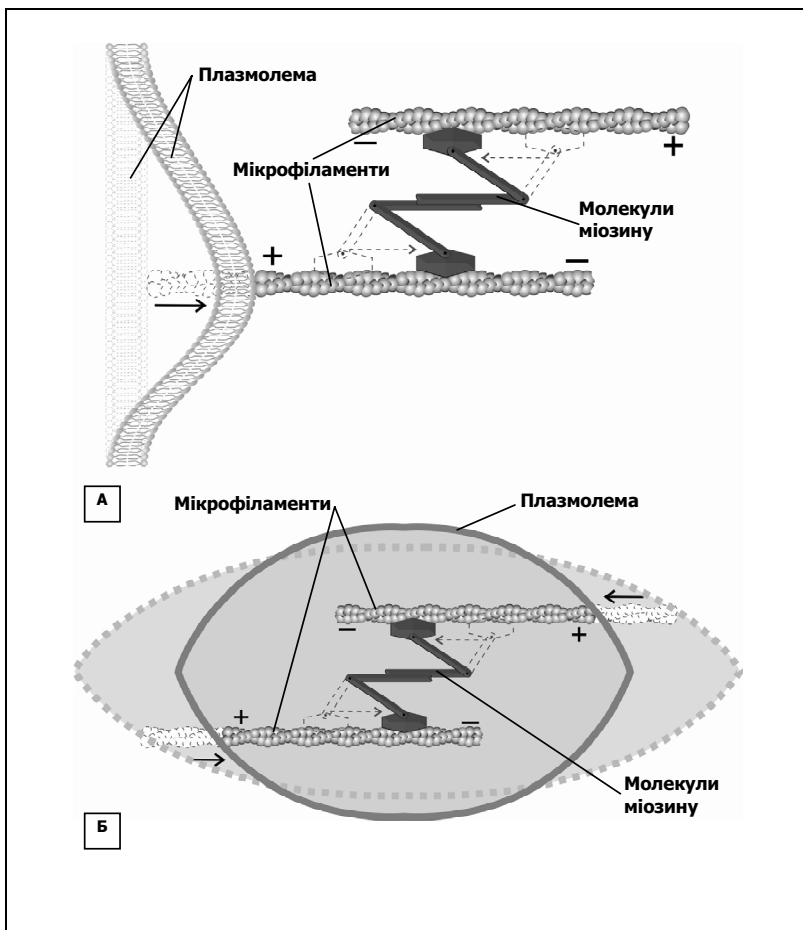 Плазмолема
−
+
Мікрофіламенти
Молекули
міозину
+
−
А
Мікрофіламенти
Плазмолема
−
+
+
−
Молекули
міозину
Б